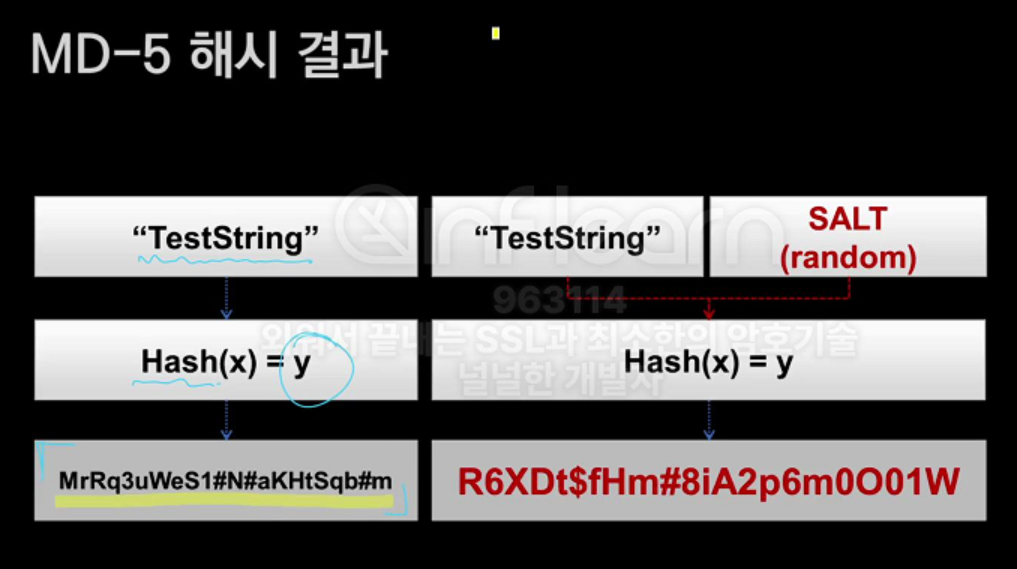 MD-5 해시 결과
“TestString”
“TestString”
SALT
(random)
inflearn
963114
외워서 끝내는 SSL과 최소한의 암호기술
널널한 개발자
Hash(x) = y
Hash(x) = y
MrRq3uWeS1#N#aKHtSqb#m
R6XDt$fHm#8iA2p6m0O01W